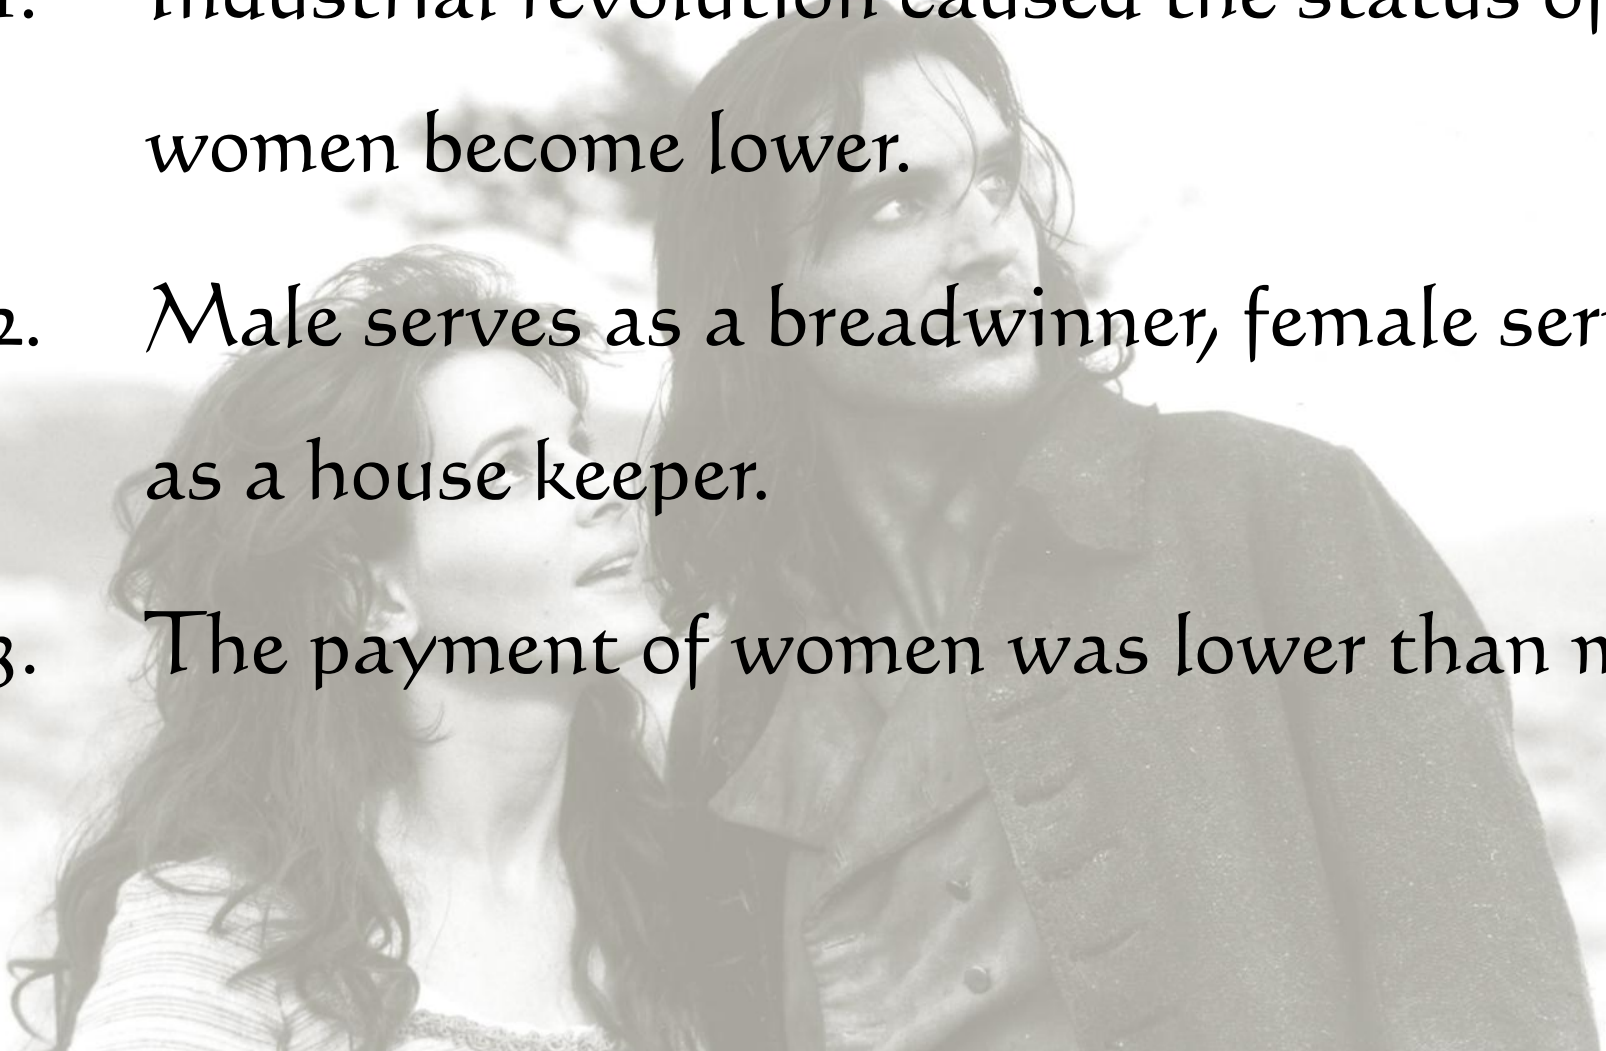 1. Industrial revolution caused the status of
women become lower.
2. Male serves as a breadwinner, female
as a house keeper.
3. The payment of women was lower than